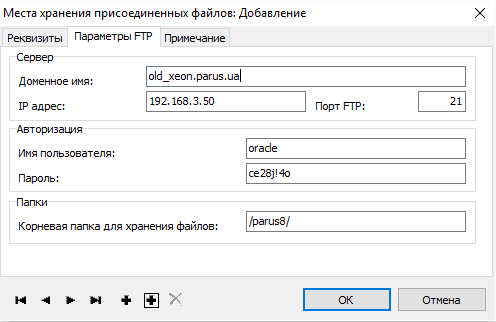 Места хранения присоединенных файлов: Добавление
Реквизиты Параметры FTP Примечание
Сервер
Доменное имя: old_xeon.parus.ua
IP адрес: 192.168.3.50 Порт FTP: 21
Авторизация
Имя пользователя: oracle
Пароль: ce28j!4o
Папки
Корневая папка для хранения файлов: /parus8/
OK Отмена